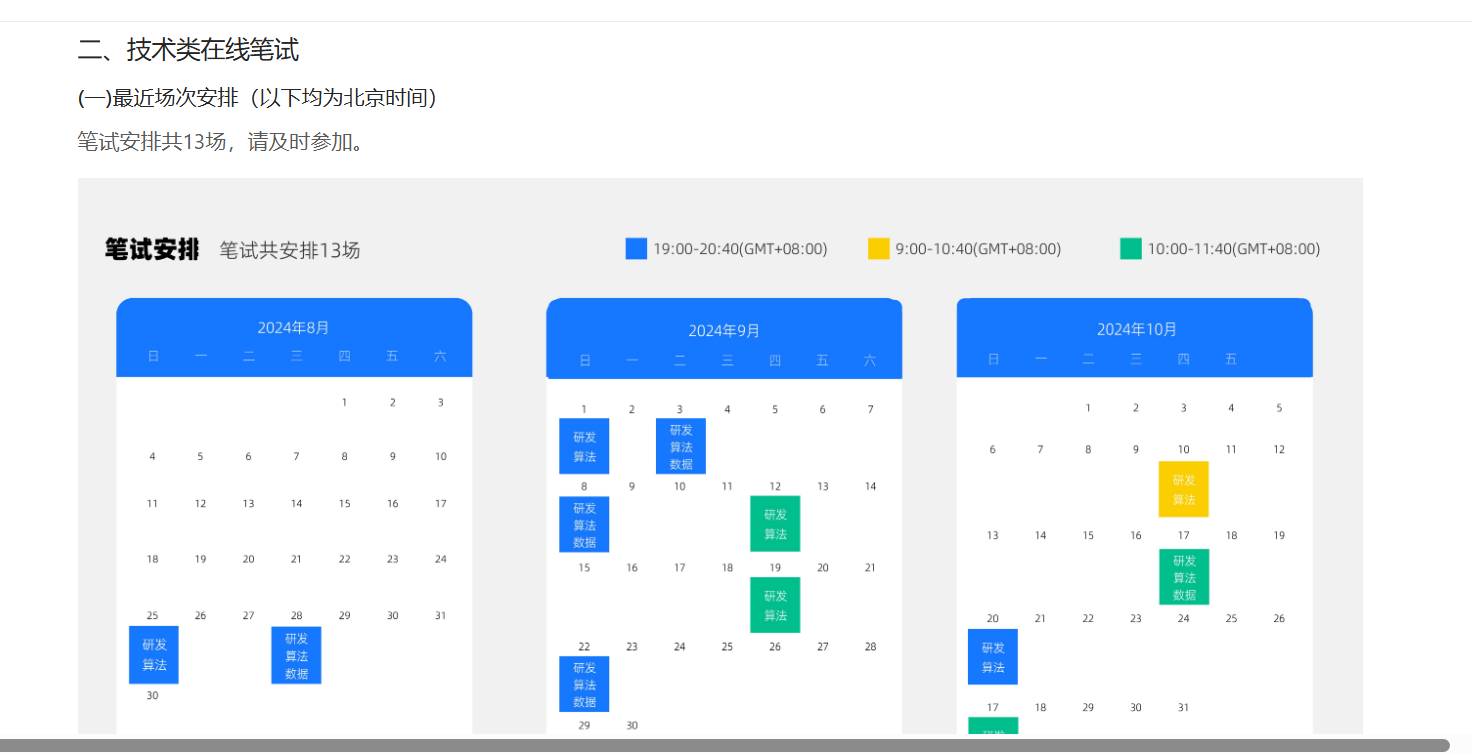 二、技术类在线笔试
(一)最近场次安排（以下均为北京时间）
笔试安排共13场，请及时参加。
笔试安排 笔试共安排13场 19:00-20:40(GMT+08:00) 9:00-10:40(GMT+08:00) 10:00-11:40(GMT+08:00)
2024年8月
日 一 二 三 四 五 六
1 2 3
4 5 6 7 8 9 10
11 12 13 14 15 16 17
18 19 20 21 22 23 24
25 26 27 28 29 30 31
研发 研发
算法 算法
数据
30
2024年9月
日 一 二 三 四 五 六
1 2 3 4 5 6 7
研发 研发
算法 算法
数据
8 9 10 11 12 13 14
研发 研发
算法 算法
数据
15 16 17 18 19 20 21
研发
算法
22 23 24 25 26 27 28
研发
算法
数据
29 30
2024年10月
日 一 二 三 四 五
1 2 3 4 5
6 7 8 9 10 11 12
研发
算法
13 14 15 16 17 18 19
研发
算法
数据
20 21 22 23 24 25 26
研发
算法
17 18 29 30 31
研发